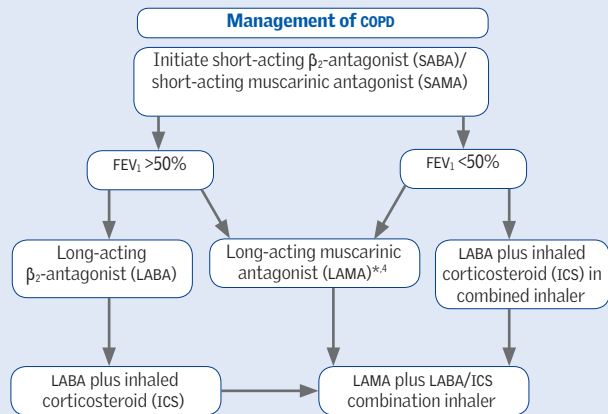 Management of COPD
Initiate short-acting β₂-antagonist (SABA)/
short-acting muscarinic antagonist (SAMA)
FEV₁ >50%
FEV₁ <50%
Long-acting
β₂-antagonist (LABA)
Long-acting muscarinic
antagonist (LAMA)*,4
LABA plus inhaled
corticosteroid (ICS) in
combined inhaler
LABA plus inhaled
corticosteroid (ICS)
LAMA plus LABA/ICS
combination inhaler